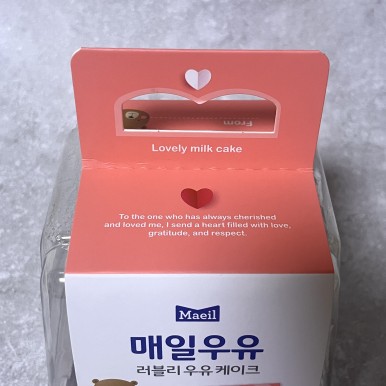 From
Lovely milk cake
To the one who has always cherished
and loved me, I send a heart filled with love,
gratitude, and respect.
Maeil
매일우유
러블리 우유 케이크